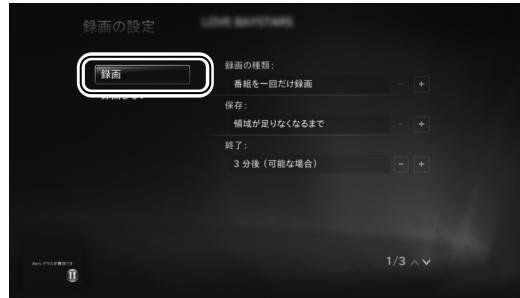 録画の設定
LOVE BAYSTARS
録画
録画の種類:
番組を一回だけ録画
保存:
領域が足りなくなるまで
終了:
3 分後 (可能な場合)
1/3